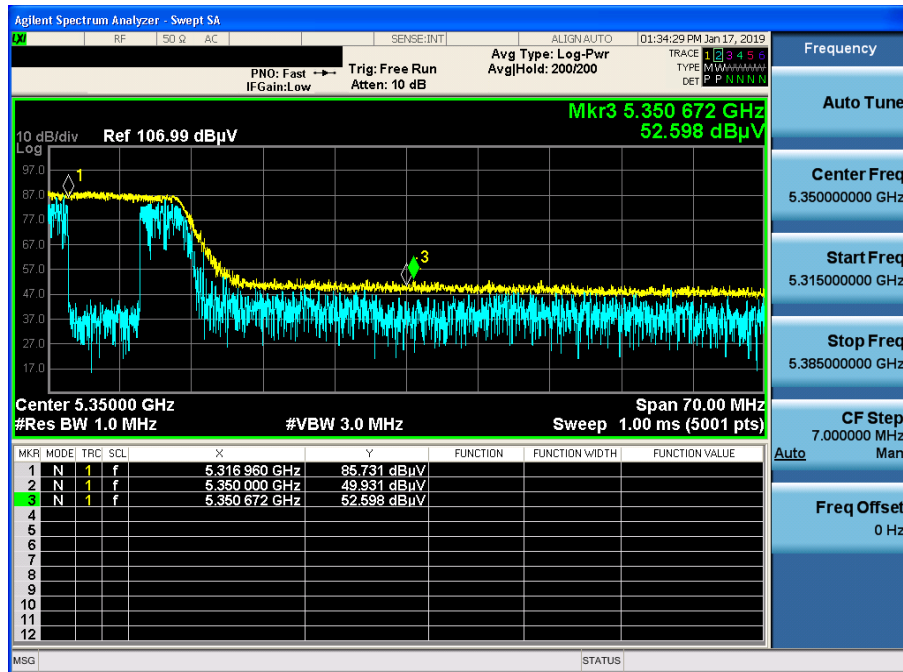 Agilent Spectrum Analyzer - Swept SA
LXI RF 50 Ω AC SENSE:INT ALIGN AUTO 01:34:29 PM Jan 17, 2019
Frequency
PNO: Fast
IFGain:Low
Trig: Free Run
Atten: 10 dB
Avg Type: Log-Pwr
Avg|Hold: 200/200
TRACE 1 2 3 4 5 6
TYPE M W W W W W
DET P P N N N N
Mkr3 5.350 672 GHz
52.598 dBµV
10 dB/div Ref 106.99 dBµV
Log
97.0
87.0
77.0
67.0
57.0
47.0
37.0
27.0
17.0
1
3
Center 5.35000 GHz Span 70.00 MHz
#Res BW 1.0 MHz #VBW 3.0 MHz Sweep 1.00 ms (5001 pts)
MKR MODE TRC SCL X Y FUNCTION FUNCTION WIDTH FUNCTION VALUE
1 N 1 f 5.316 960 GHz 85.731 dBµV
2 N 1 f 5.350 000 GHz 49.931 dBµV
3 N 1 f 5.350 672 GHz 52.598 dBµV
4
5
6
7
8
9
10
11
12
MSG STATUS
Auto Tune
Center Freq
5.350000000 GHz
Start Freq
5.315000000 GHz
Stop Freq
5.385000000 GHz
CF Step
7.000000 MHz
Auto Man
Freq Offset
0 Hz